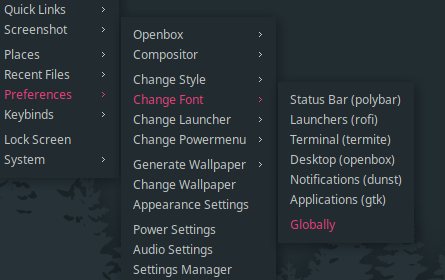 Quick Links
Screenshot
Places
Recent Files
Preferences
Keybinds
Lock Screen
System
Openbox
Compositor
Change Style
Change Font
Change Launcher
Change Powermenu
Generate Wallpaper
Change Wallpaper
Appearance Settings
Power Settings
Audio Settings
Settings Manager
Status Bar (polybar)
Launchers (rofi)
Terminal (termite)
Desktop (openbox)
Notifications (dunst)
Applications (gtk)
Globally